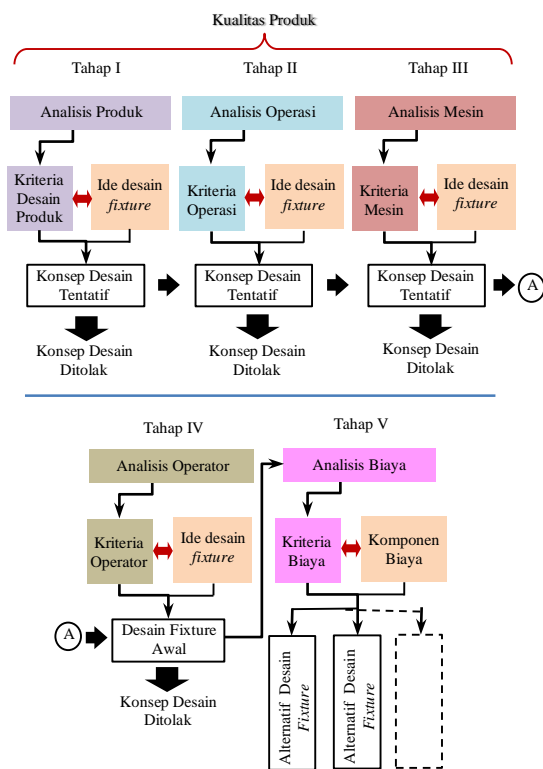 Kualitas Produk
Tahap I
Tahap II
Tahap III
Analisis Produk
Analisis Operasi
Analisis Mesin
Kriteria
Desain
Produk
Ide desain
fixture
Kriteria
Operasi
Ide desain
fixture
Kriteria
Mesin
Ide desain
fixture
Konsep Desain
Tentatif
Konsep Desain
Tentatif
Konsep Desain
Tentatif
A
Konsep Desain
Ditolak
Konsep Desain
Ditolak
Konsep Desain
Ditolak
Tahap IV
Tahap V
Analisis Operator
Analisis Biaya
Kriteria
Operator
Ide desain
fixture
Kriteria
Biaya
Komponen
Biaya
A
Desain Fixture
Awal
Konsep Desain
Ditolak
Alternatif Desain
Fixture
Alternatif Desain
Fixture